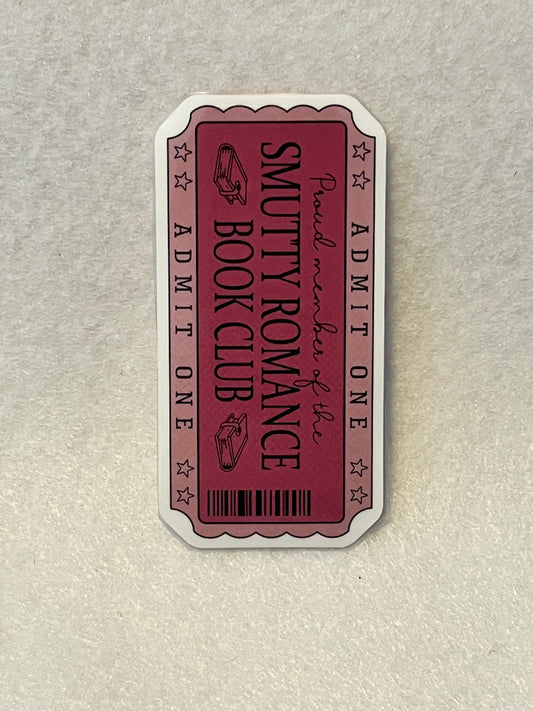 ADMIT ONE
Proud member of the
SMUTTY ROMANCE
BOOK CLUB
ADMIT ONE